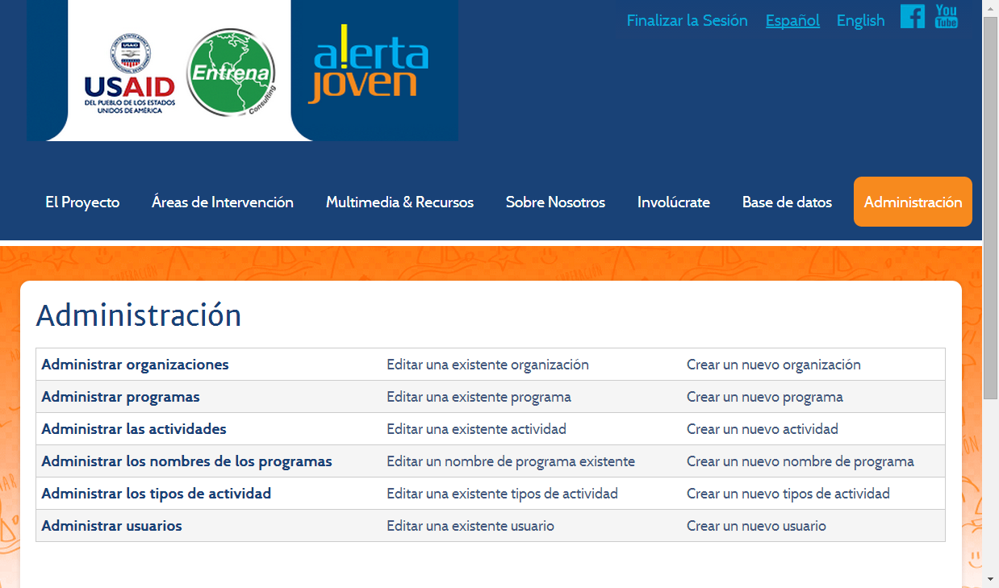 Finalizar la Sesión Español English You Tube
USAID
DEL PUEBLO DE LOS ESTADOS
UNIDOS DE AMÉRICA
Entrena
Consulting
alerta
joven
El Proyecto Áreas de Intervención Multimedia & Recursos Sobre Nosotros Involúcrate Base de datos Administración
Administración
Administrar organizaciones Editar una existente organización Crear un nuevo organización
Administrar programas Editar una existente programa Crear un nuevo programa
Administrar las actividades Editar una existente actividad Crear un nuevo actividad
Administrar los nombres de los programas Editar un nombre de programa existente Crear un nuevo nombre de programa
Administrar los tipos de actividad Editar una existente tipos de actividad Crear un nuevo tipos de actividad
Administrar usuarios Editar una existente usuario Crear un nuevo usuario